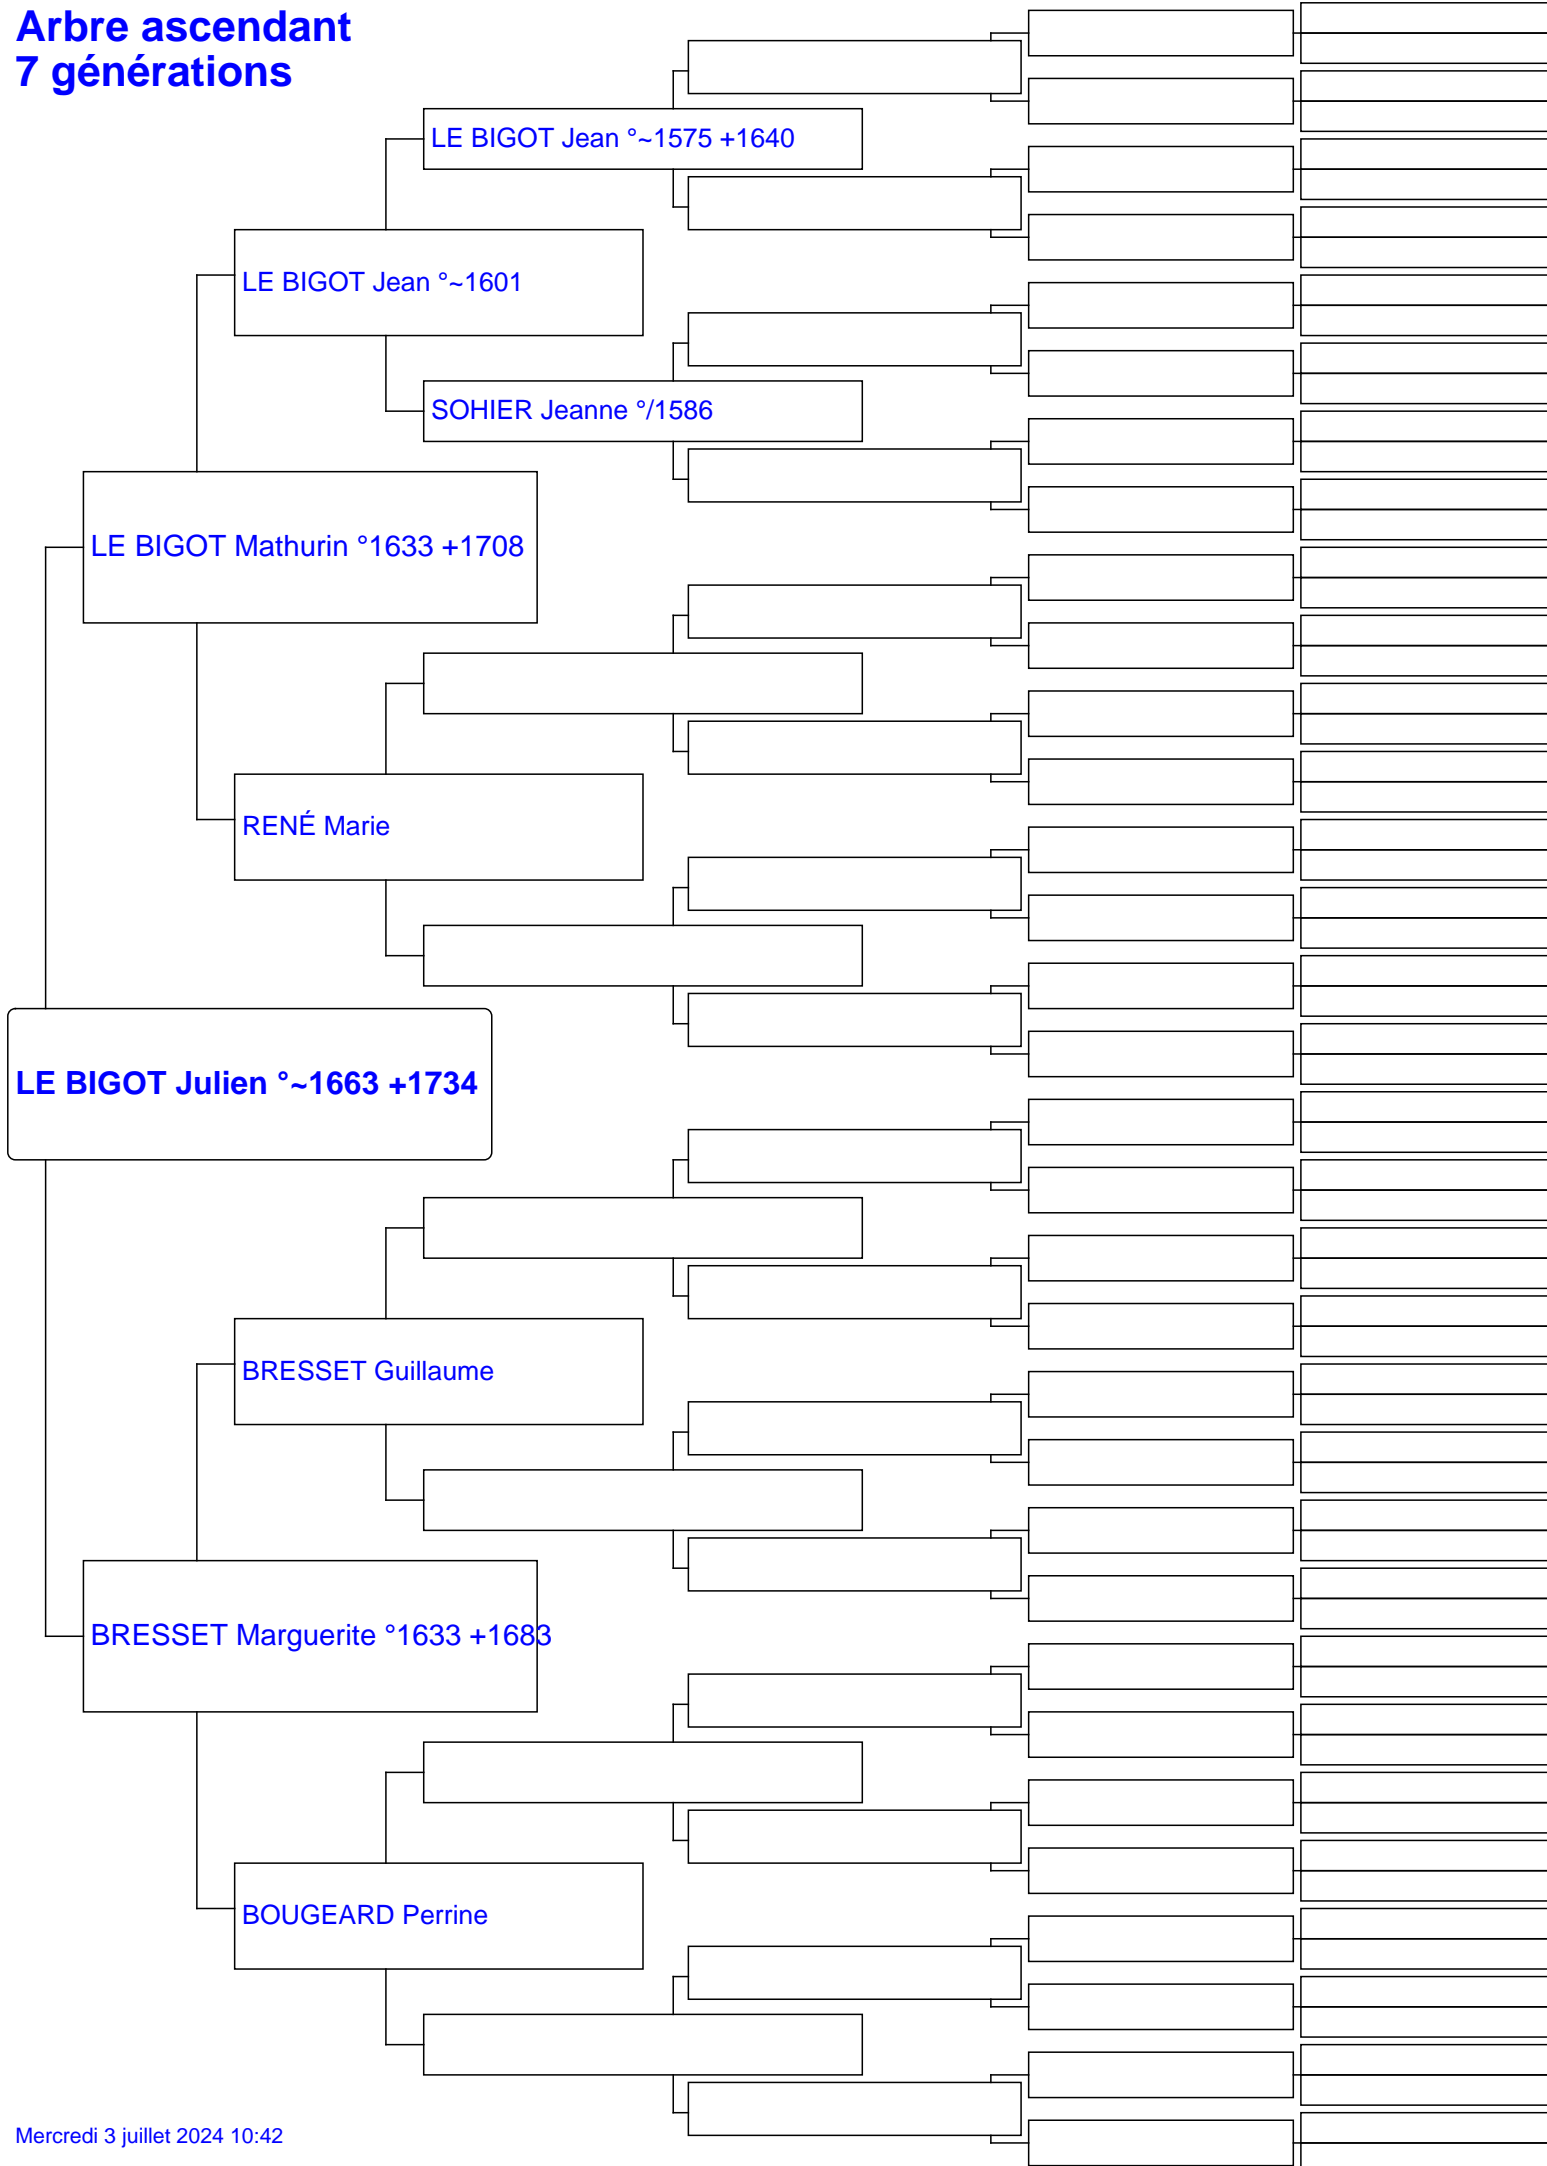 Arbre ascendant
7 générations
LE BIGOT Jean °~1575 +1640
LE BIGOT Jean °~1601
SOHIER Jeanne °/1586
LE BIGOT Mathurin °1633 +1708
RENÉ Marie
LE BIGOT Julien °~1663 +1734
BRESSET Guillaume
BRESSET Marguerite °1633 +1683
BOUGEARD Perrine
Mercredi 3 juillet 2024 10:42